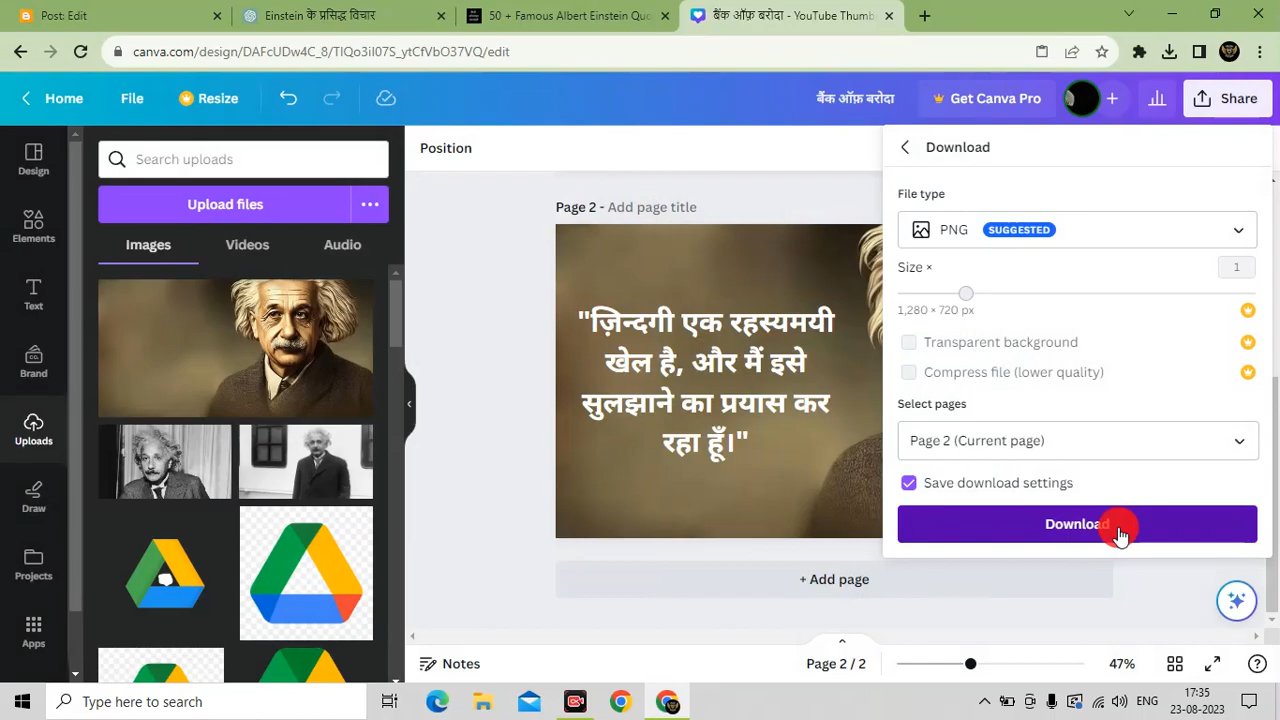 Post: Edit
Einstein के प्रसिद्ध विचार
50 + Famous Albert Einstein Quo
बैंक ऑफ़ बरोदा - YouTube Thumb
canva.com/design/DAFcUDw4C_8/TlQo3iI07S_ytCfVbO37VQ/edit
Home
File
Resize
बैंक ऑफ़ बरोदा
Get Canva Pro
Share
Design
Elements
Text
Brand
Uploads
Draw
Projects
Apps
Search uploads
Upload files
Images
Videos
Audio
Position
Page 2 - Add page title
"ज़िन्दगी एक रहस्यमयी
खेल है, और मैं इसे
सुलझाने का प्रयास कर
रहा हूँ।"
+ Add page
Download
File type
PNG SUGGESTED
Size ×
1
1,280 × 720 px
Transparent background
Compress file (lower quality)
Select pages
Page 2 (Current page)
Save download settings
Download
Notes
Page 2 / 2
47%
Type here to search
ENG
17:35
23-08-2023